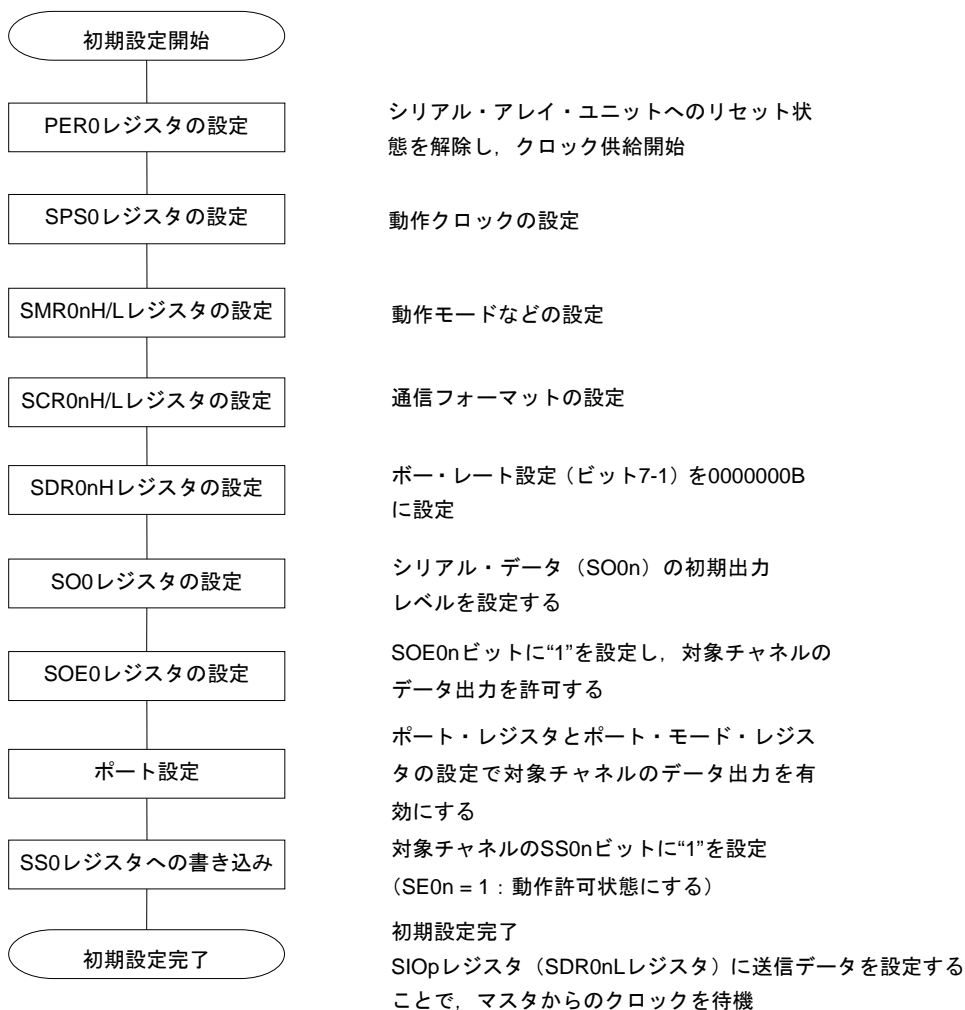 初期設定開始
PER0レジスタの設定
シリアル・アレイ・ユニットへのリセット状
態を解除し，クロック供給開始
SPS0レジスタの設定
動作クロックの設定
SMR0nH/Lレジスタの設定
動作モードなどの設定
SCR0nH/Lレジスタの設定
通信フォーマットの設定
SDR0nHレジスタの設定
ボー・レート設定（ビット7-1）を0000000B
に設定
SO0レジスタの設定
シリアル・データ（SO0n）の初期出力
レベルを設定する
SOE0レジスタの設定
SOE0nビットに“1”を設定し，対象チャネルの
データ出力を許可する
ポート設定
ポート・レジスタとポート・モード・レジス
タの設定で対象チャネルのデータ出力を有
効にする
SS0レジスタへの書き込み
対象チャネルのSS0nビットに“1”を設定
（SE0n = 1：動作許可状態にする）
初期設定完了
初期設定完了
SIOpレジスタ（SDR0nLレジスタ）に送信データを設定する
ことで，マスタからのクロックを待機